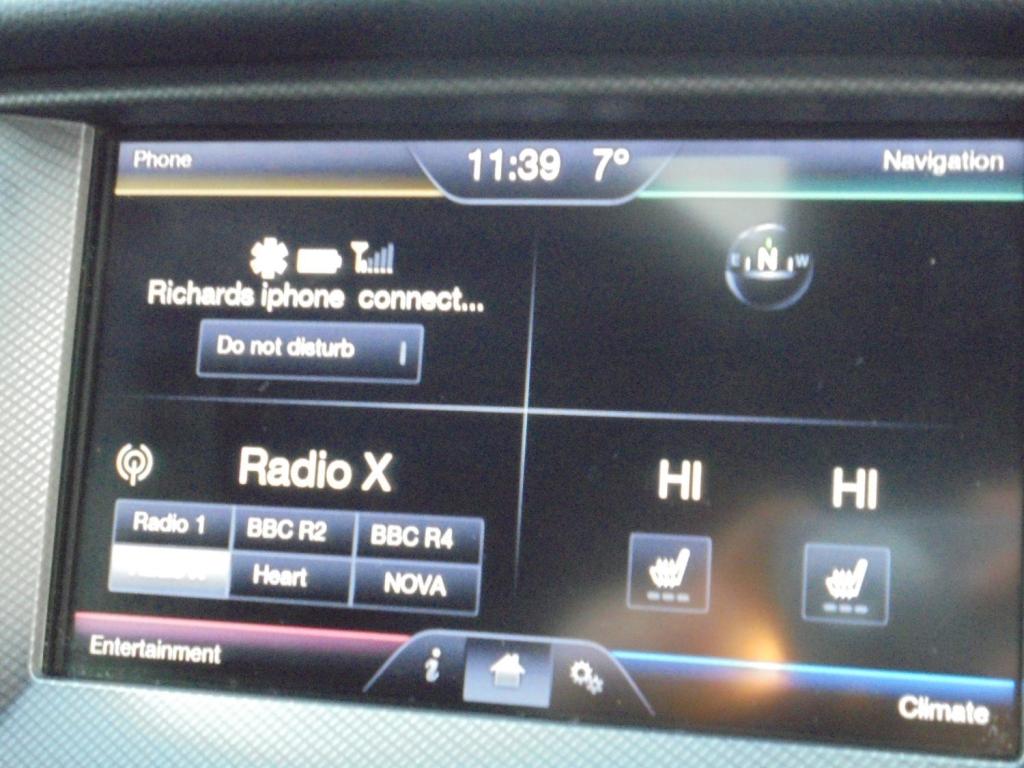 Phone
11:39 7°
Navigation
Richards iphone connect...
Do not disturb
E N W
Radio X
Radio 1 BBC R2 BBC R4
Heart NOVA
HI HI
Entertainment
i
Climate